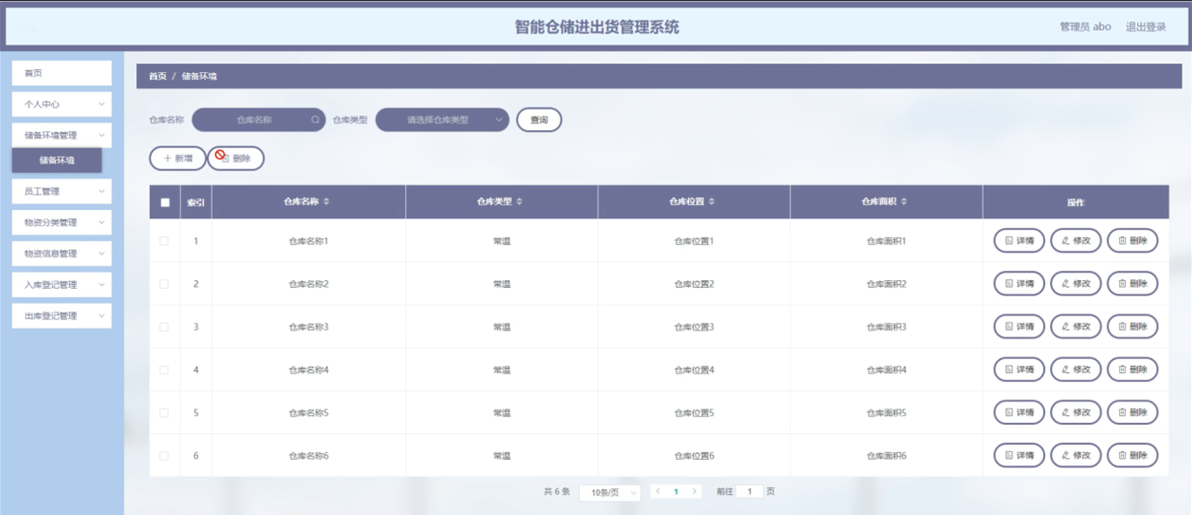 智能仓储进出货管理系统
管理员 abo 退出登录
首页
个人中心
储备环境管理
储备环境
员工管理
物资分类管理
物资信息管理
入库登记管理
出库登记管理
首页 / 储备环境
仓库名称 仓库名称 仓库类型 请选择仓库类型 查询
新增 删除
索引 仓库名称 仓库类型 仓库位置 仓库面积 操作
1 仓库名称1 常温 仓库位置1 仓库面积1 详情 修改 删除
2 仓库名称2 常温 仓库位置2 仓库面积2 详情 修改 删除
3 仓库名称3 常温 仓库位置3 仓库面积3 详情 修改 删除
4 仓库名称4 常温 仓库位置4 仓库面积4 详情 修改 删除
5 仓库名称5 常温 仓库位置5 仓库面积5 详情 修改 删除
6 仓库名称6 常温 仓库位置6 仓库面积6 详情 修改 删除
共 6 条 10条/页 1 前往 1 页